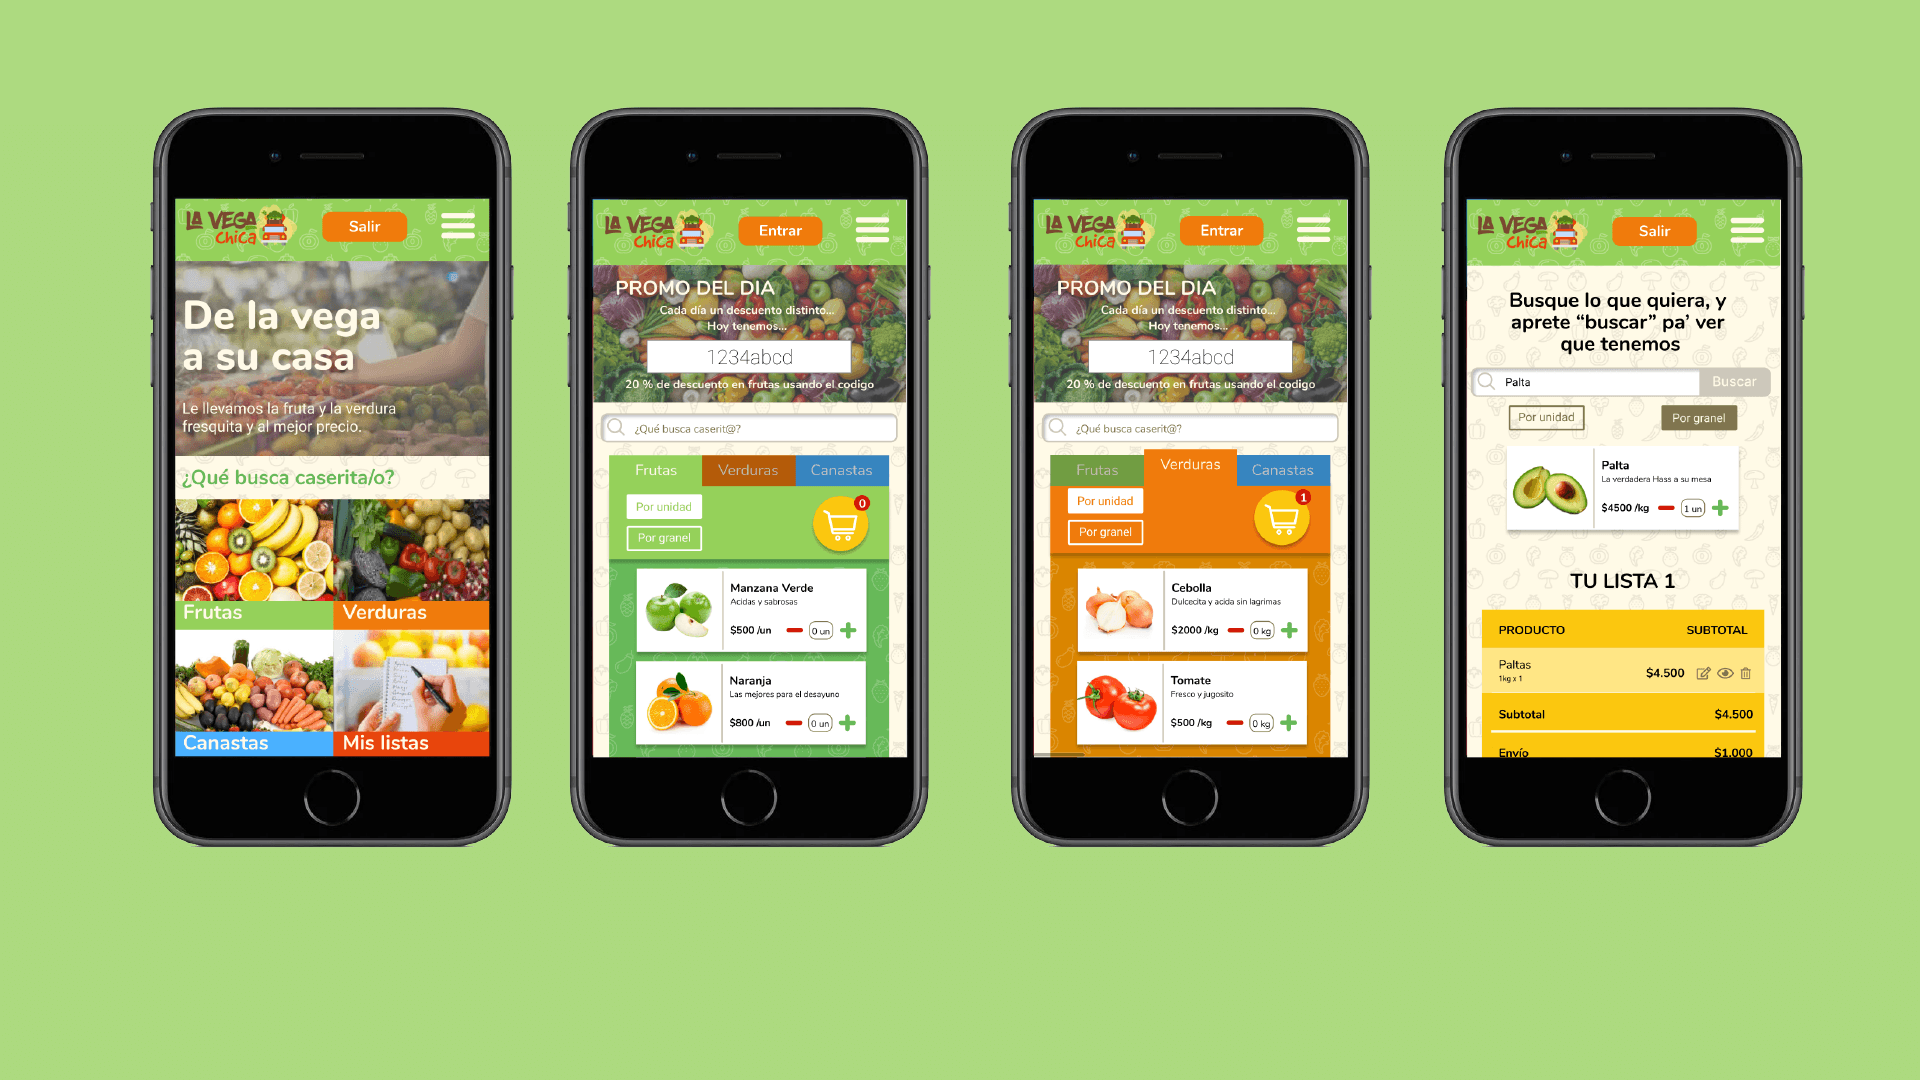 LA VEGA
chica
Salir
De la vega
a su casa
Le llevamos la fruta y la verdura
fresquita y al mejor precio.
¿Qué busca caserita/o?
Frutas
Verduras
Canastas
Mis listas
LA VEGA
chica
Entrar
PROMO DEL DIA
Cada día un descuento distinto...
Hoy tenemos...
1234abcd
20 % de descuento en frutas usando el codigo
¿Qué busca caserit@?
Frutas
Verduras
Canastas
Por unidad
0
Por granel
Manzana Verde
Acidas y sabrosas
$500 /un
0 un
Naranja
Las mejores para el desayuno
$800 /un
0 un
LA VEGA
chica
Entrar
PROMO DEL DIA
Cada día un descuento distinto...
Hoy tenemos...
1234abcd
20 % de descuento en frutas usando el codigo
¿Qué busca caserit@?
Frutas
Verduras
Canastas
Por unidad
1
Por granel
Cebolla
Dulcecita y acida sin lagrimas
$2000 /kg
0 kg
Tomate
Fresco y jugosito
$500 /kg
0 kg
LA VEGA
chica
Salir
Busque lo que quiera, y
aprete “buscar” pa’ ver
que tenemos
Palta
Buscar
Por unidad
Por granel
Palta
La verdadera Hass a su mesa
$4500 /kg
1 un
TU LISTA 1
PRODUCTO
SUBTOTAL
Paltas
1kg x 1
$4.500
Subtotal
$4.500
Envío
$1.000